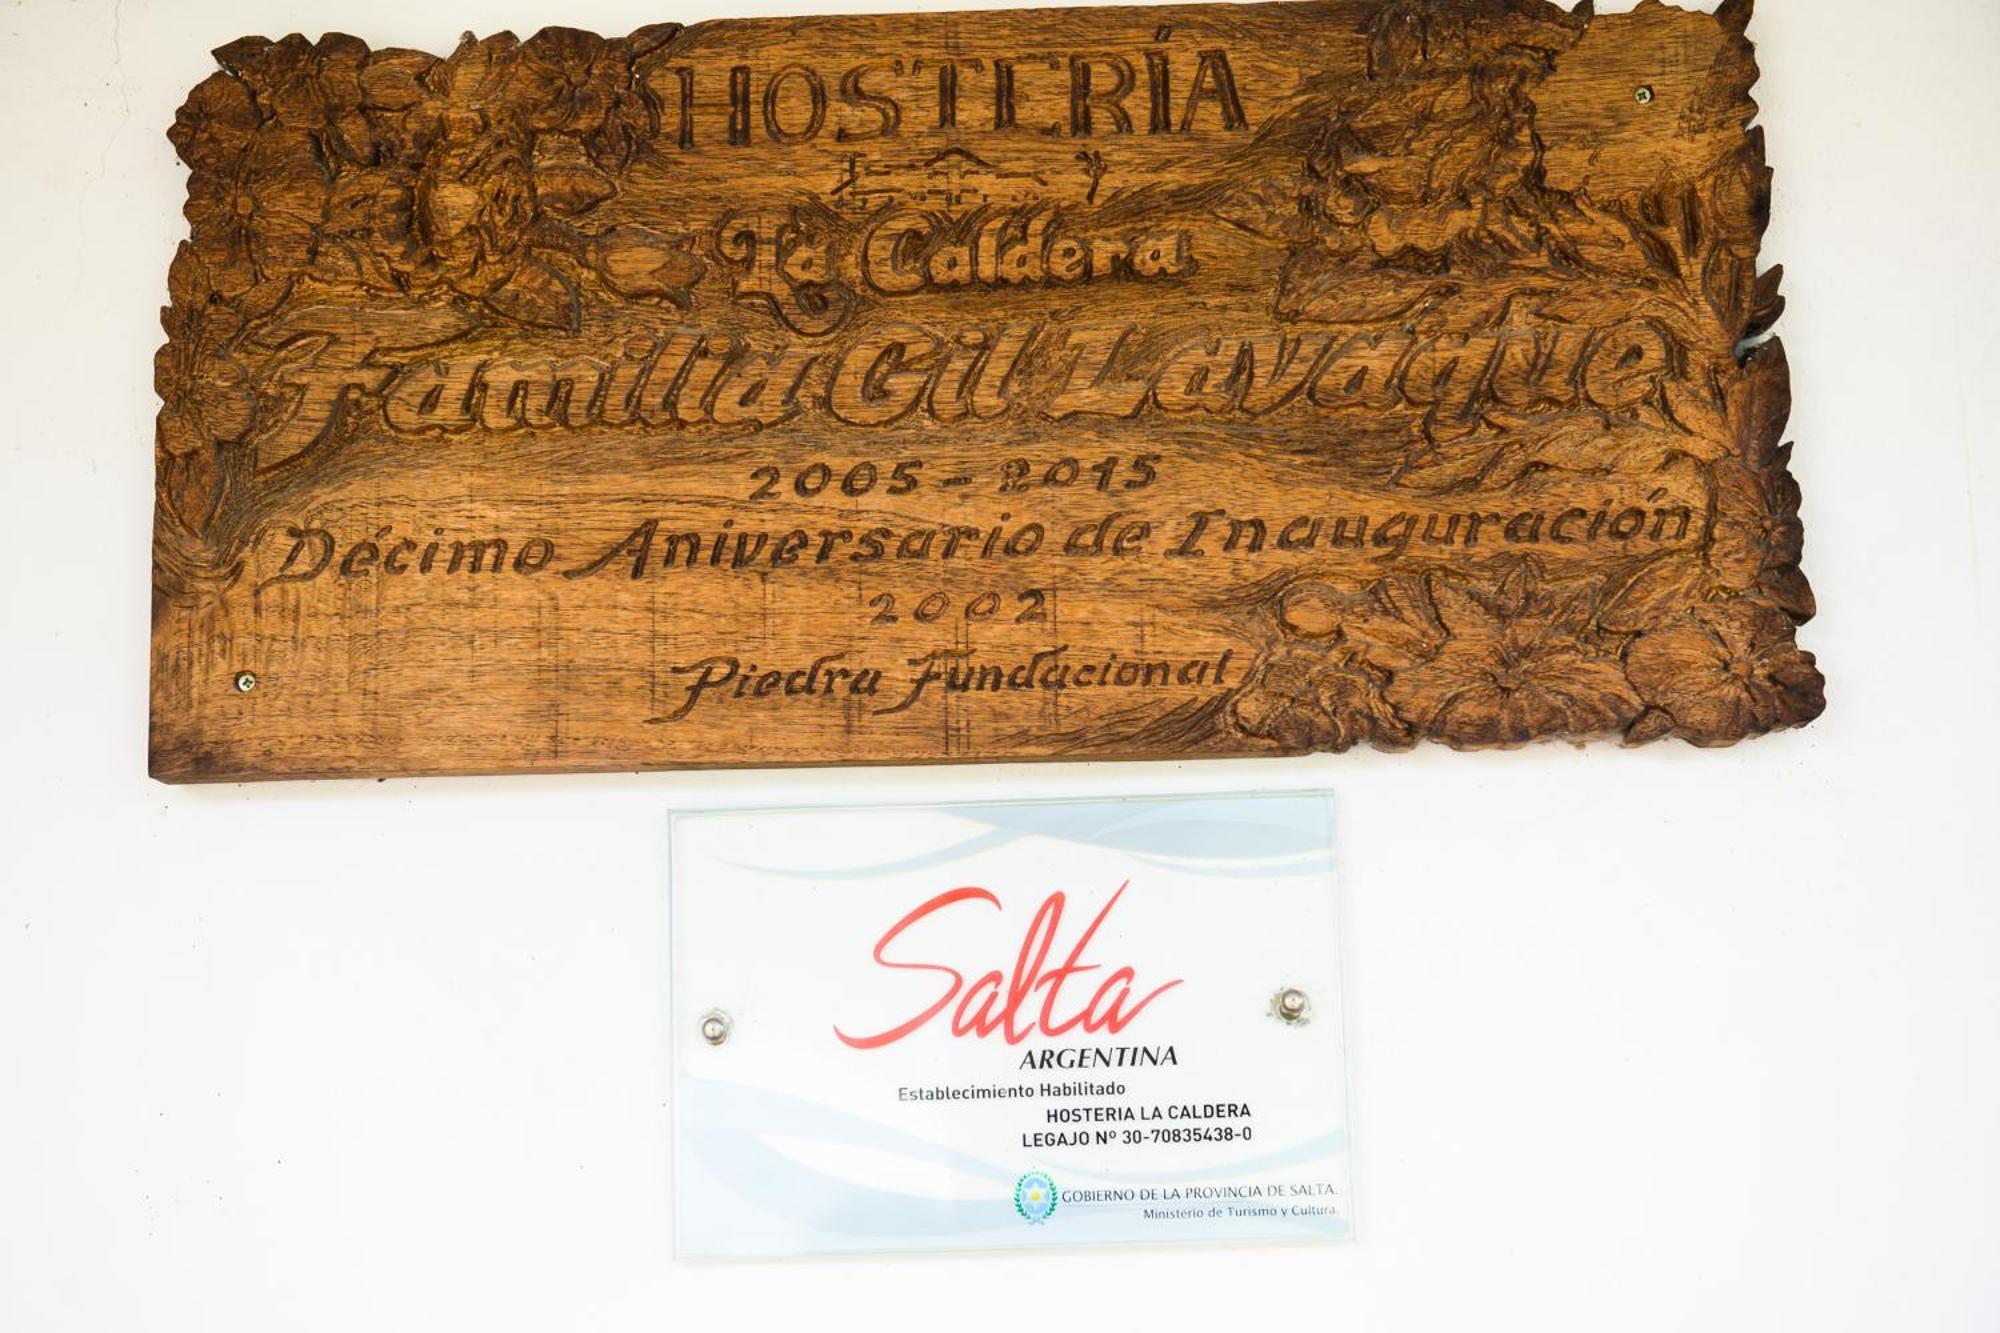 HOSTERÍA
La Caldera
Familia Gil Lavaque
2005-2015
Décimo Aniversario de Inauguración
2002
Piedra Fundacional
Salta
ARGENTINA
Establecimiento Habilitado
HOSTERIA LA CALDERA
LEGAJO Nº 30-70835438-0
GOBIERNO DE LA PROVINCIA DE SALTA.
Ministerio de Turismo y Cultura.